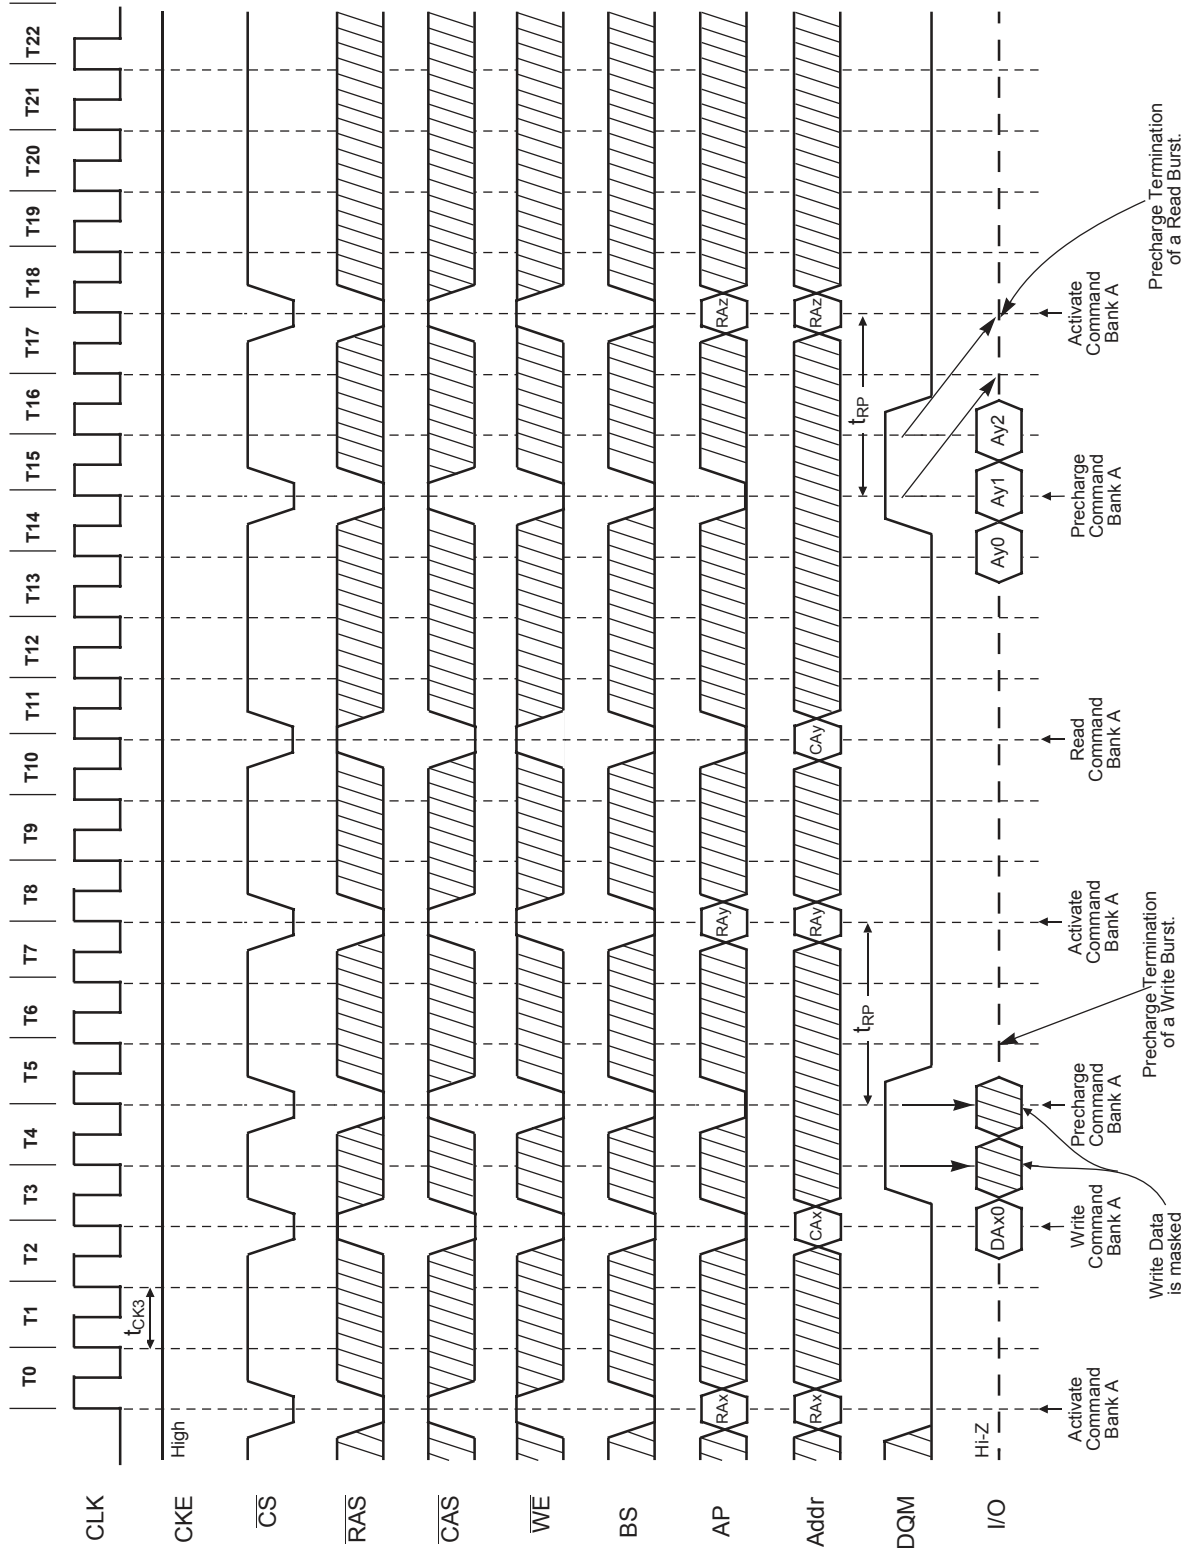 T0 T1 T2 T3 T4 T5 T6 T7 T8 T9 T10 T11 T12 T13 T14 T15 T16 T17 T18 T19 T20 T21 T22
CLK
tCK3
CKE
High
CS
RAS
CAS
WE
BS
AP
RAx
RAy
RAz
Addr
RAx
CAx
RAy
CAy
RAz
tRP
tRP
DQM
I/O
Hi-Z
DAx0
Ay0
Ay1
Ay2
Activate
Command
Bank A
Write
Command
Bank A
Precharge
Command
Bank A
Activate
Command
Bank A
Read
Command
Bank A
Precharge
Command
Bank A
Activate
Command
Bank A
Write Data
is masked
Precharge Termination
of a Write Burst.
Precharge Termination
of a Read Burst.